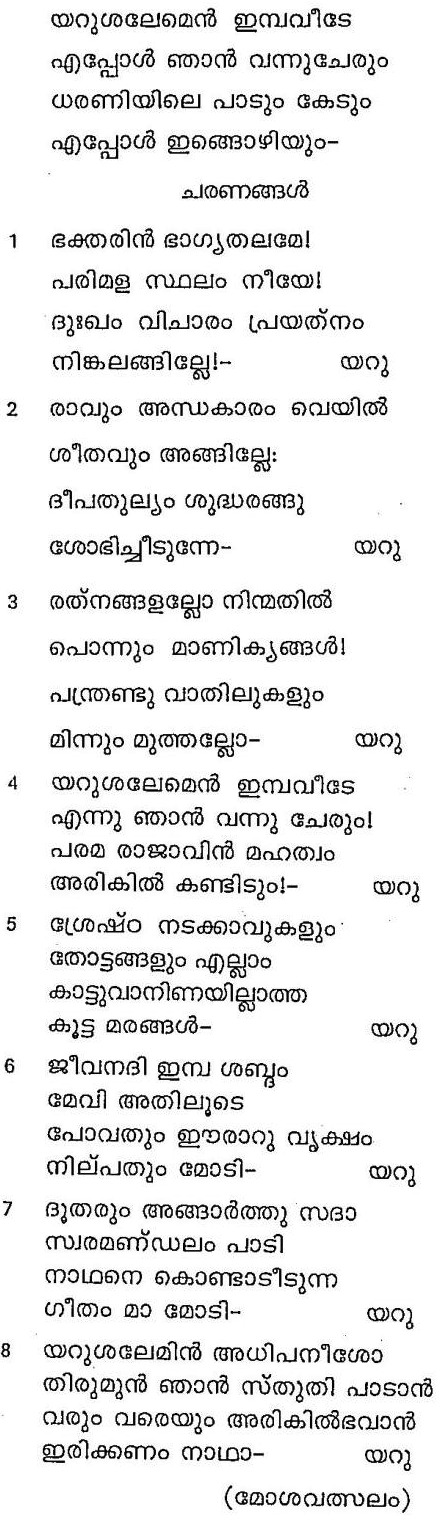 യറുശലേമെൻ ഇമ്പവീടേ
എപ്പോൾ ഞാൻ വന്നുചേരും
ധരണിയിലെ പാടും കേടും
എപ്പോൾ ഇങ്ങൊഴിയും–
ചരണങ്ങൾ
1 ഭക്തരിൻ ഭാഗ്യതലമേ!
പരിമള സ്ഥലം നീയേ!
ദുഃഖം വിചാരം പ്രയത്നം
നിങ്കലങ്ങില്ലേ!– യറു
2 രാവും അന്ധകാരം വെയിൽ
ശീതവും അങ്ങില്ലേ:
ദീപതുല്യം ശുദ്ധരങ്ങു
ശോഭിച്ചീടുന്നേ– യറു
3 രത്നങ്ങളല്ലോ നിന്മതിൽ
പൊന്നും മാണിക്യങ്ങൾ!
പന്ത്രണ്ടു വാതിലുകളും
മിന്നും മുത്തല്ലോ– യറു
4 യറുശലേമെൻ ഇമ്പവീടേ
എന്നു ഞാൻ വന്നു ചേരും!
പരമ രാജാവിൻ മഹത്വം
അരികിൽ കണ്ടിടും!– യറു
5 ശ്രേഷ്ഠ നടക്കാവുകളും
തോട്ടങ്ങളും എല്ലാം
കാട്ടുവാനിണയില്ലാത്ത
കൂട്ട മരങ്ങൾ– യറു
6 ജീവനദി ഇമ്പ ശബ്ദം
മേവി അതിലൂടെ
പോവതും ഈരാറു വൃക്ഷം
നില്പതും മോടി– യറു
7 ദൂതരും അങ്ങാർത്തു സദാ
സ്വരമണ്ഡലം പാടി
നാഥനെ കൊണ്ടാടീടുന്ന
ഗീതം മാ മോടി– യറു
8 യറുശലേമിൻ അധിപനീശോ
തിരുമുൻ ഞാൻ സ്തുതി പാടാൻ
വരും വരെയും അരികിൽഭവാൻ
ഇരിക്കണം നാഥാ– യറു
(മോശവത്സലം)